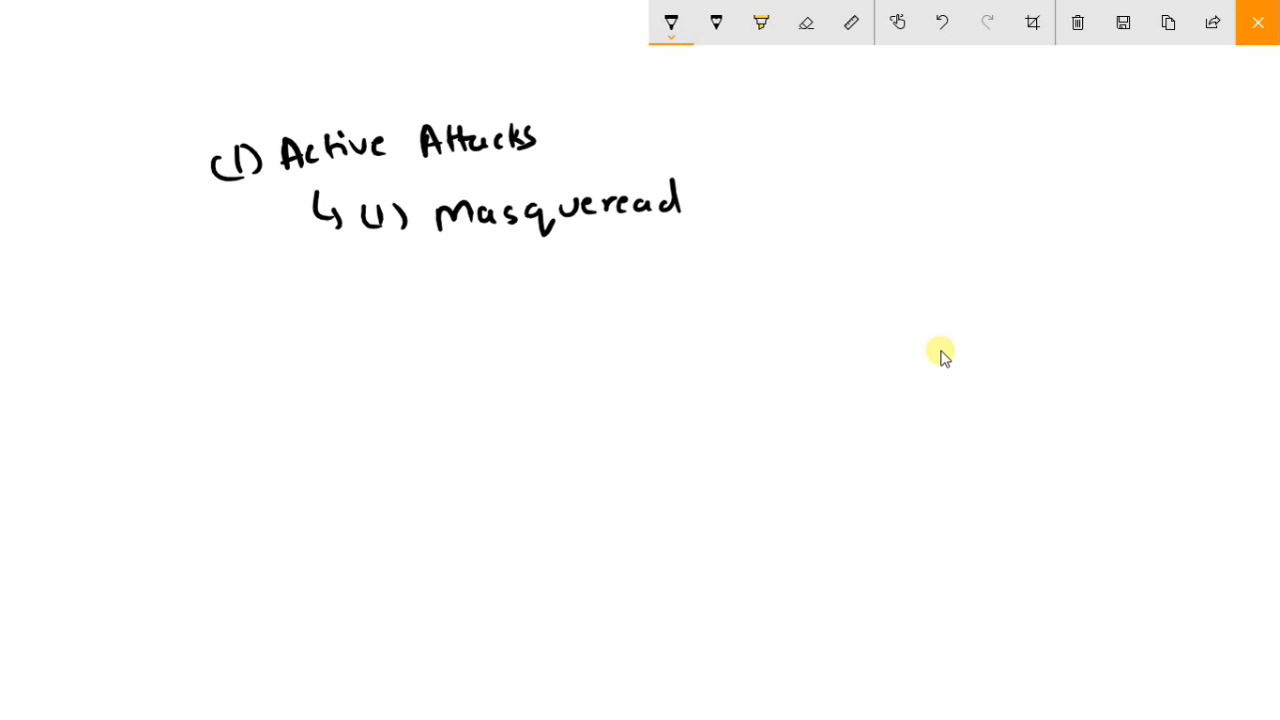 (1) Active Attacks
↳ (1) Masqueread